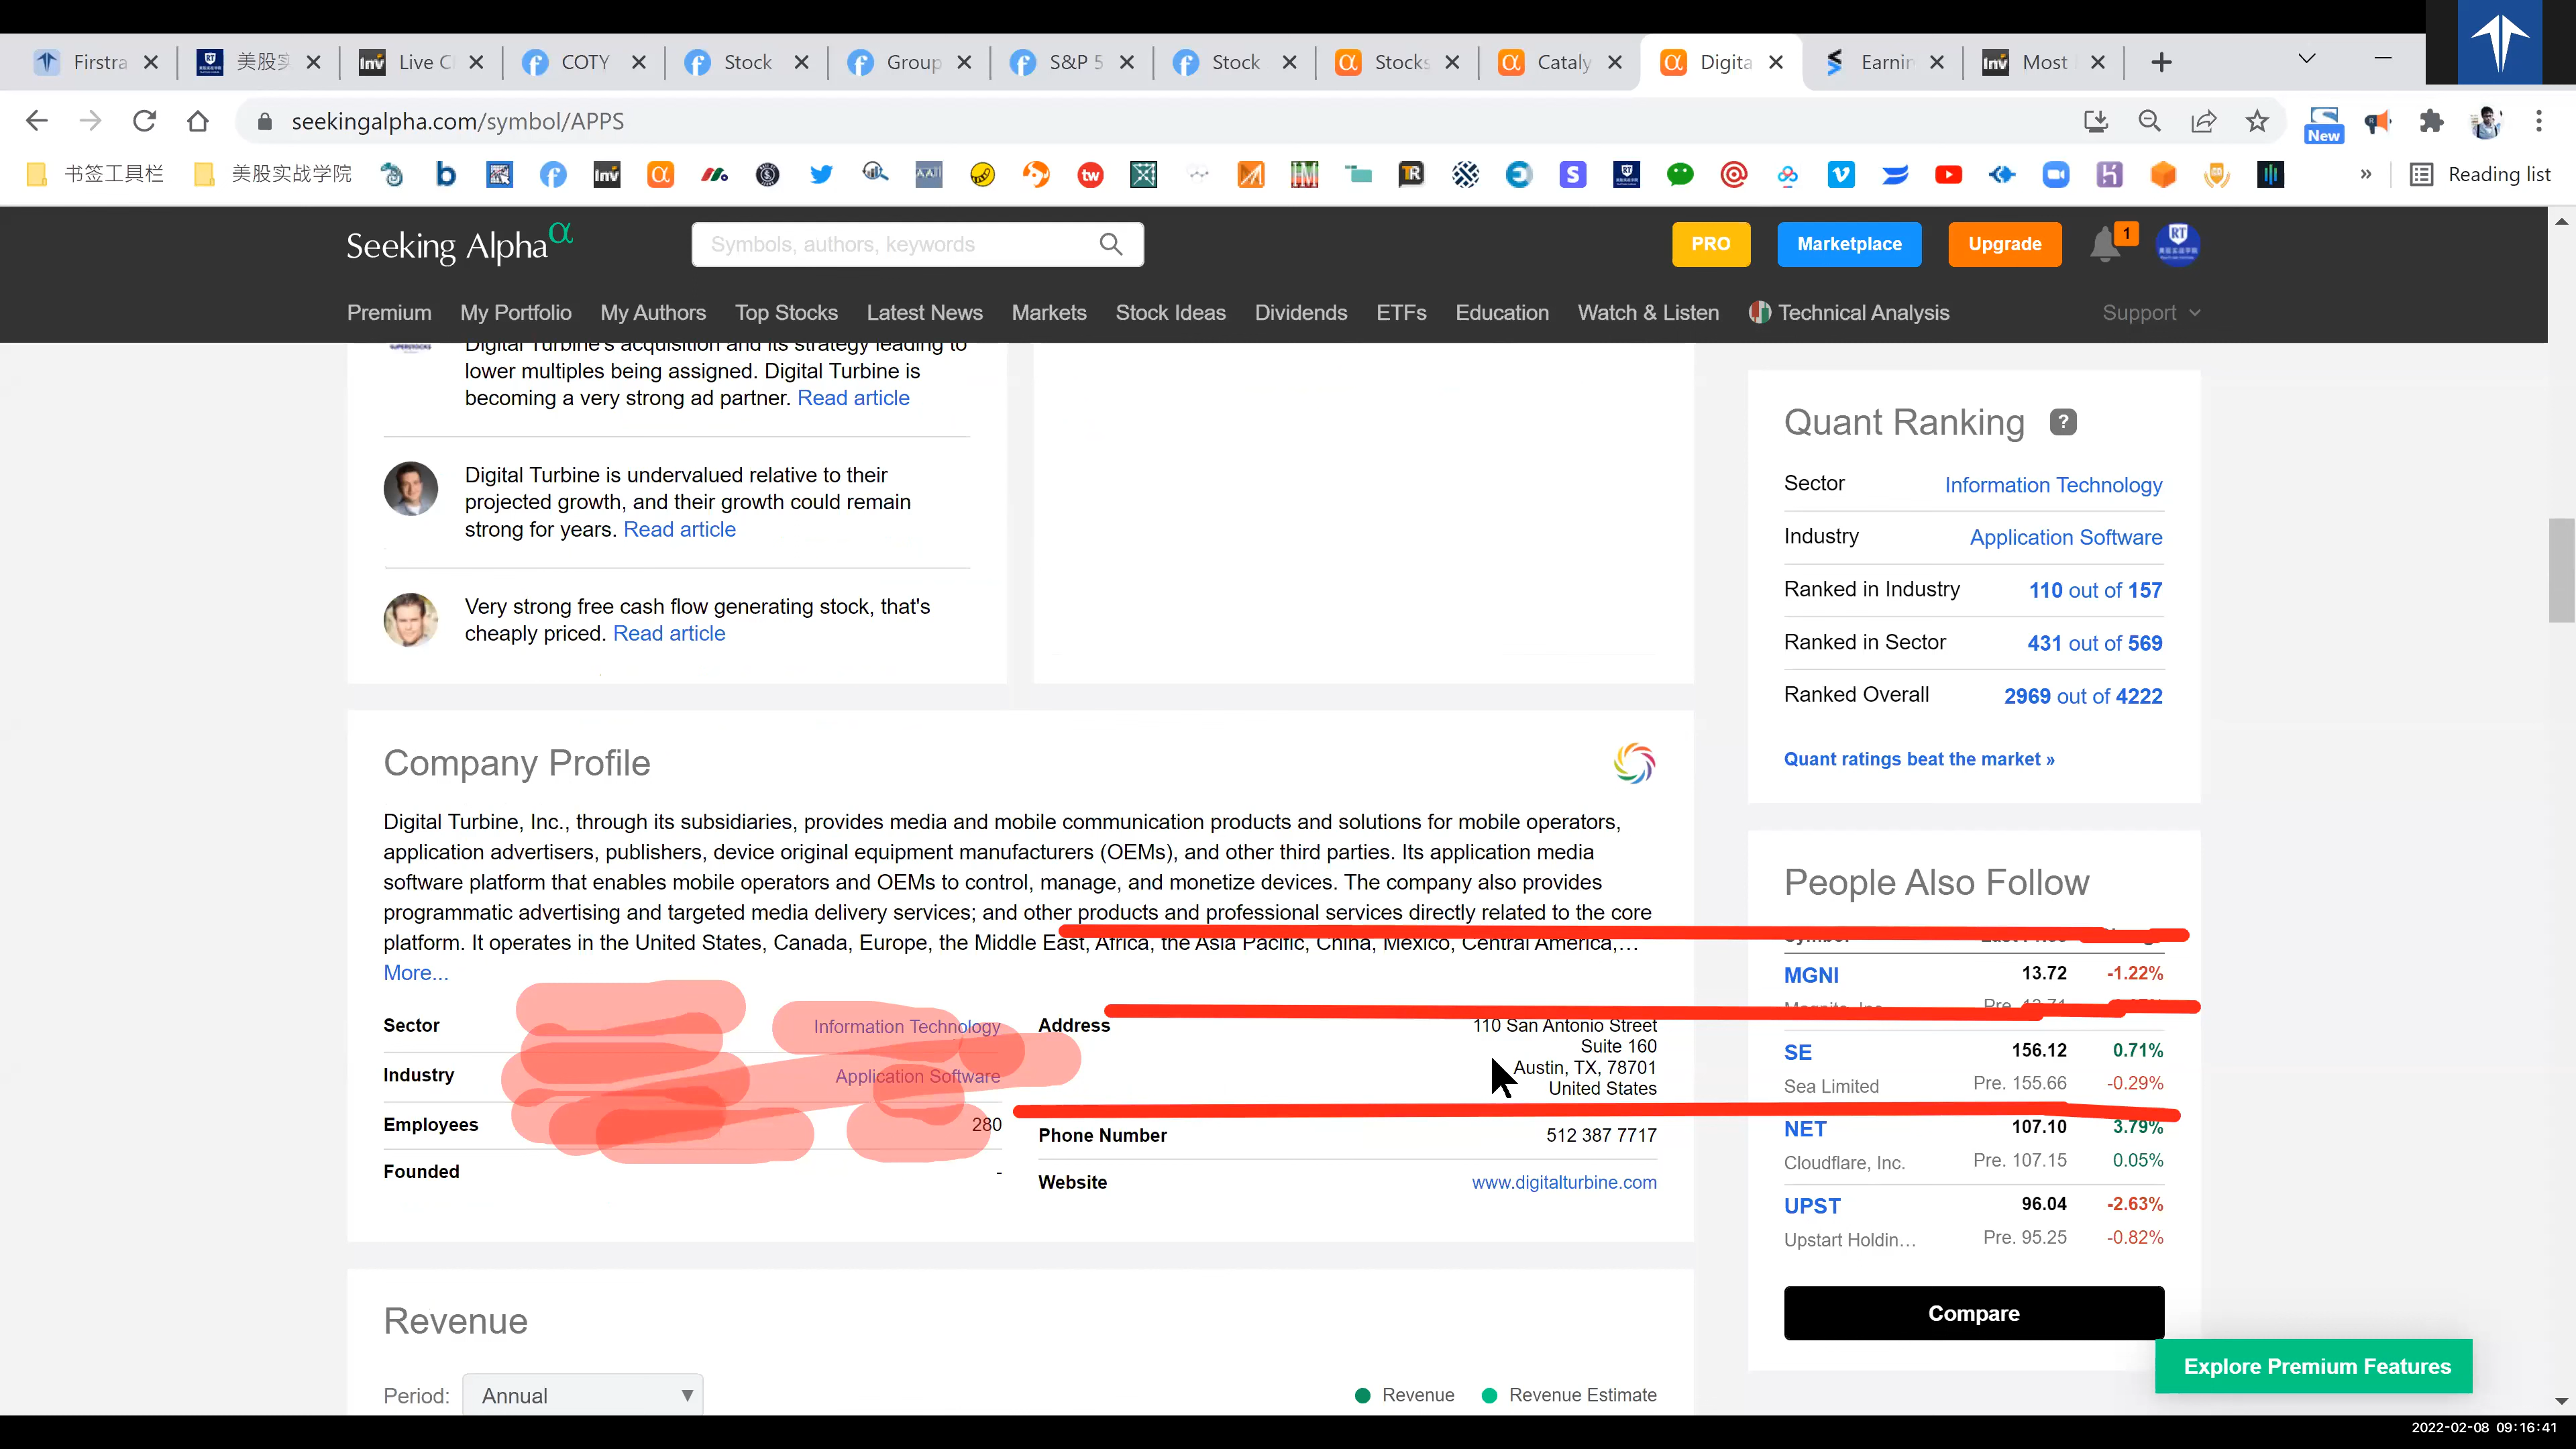 Firstra
美股实
Live C
COTY
Stock
Group
S&P 5
Stock
Stocks
Cataly
Digita
Earnin
Most
seekingalpha.com/symbol/APPS
New
书签工具栏
美股实战学院
Reading list
Seeking Alpha α
Symbols, authors, keywords
PRO
Marketplace
Upgrade
1
Premium My Portfolio My Authors Top Stocks Latest News Markets Stock Ideas Dividends ETFs Education Watch & Listen Technical Analysis Support
Digital Turbine's acquisition and its strategy leading to
lower multiples being assigned. Digital Turbine is
becoming a very strong ad partner. Read article
Digital Turbine is undervalued relative to their
projected growth, and their growth could remain
strong for years. Read article
Very strong free cash flow generating stock, that's
cheaply priced. Read article
Quant Ranking ?
Sector Information Technology
Industry Application Software
Ranked in Industry 110 out of 157
Ranked in Sector 431 out of 569
Ranked Overall 2969 out of 4222
Quant ratings beat the market »
Company Profile
Digital Turbine, Inc., through its subsidiaries, provides media and mobile communication products and solutions for mobile operators,
application advertisers, publishers, device original equipment manufacturers (OEMs), and other third parties. Its application media
software platform that enables mobile operators and OEMs to control, manage, and monetize devices. The company also provides
programmatic advertising and targeted media delivery services; and other products and professional services directly related to the core
platform. It operates in the United States, Canada, Europe, the Middle East, Africa, the Asia Pacific, China, Mexico, Central America,...
More...
Sector Information Technology
Industry Application Software
Employees 280
Founded -
Address 110 San Antonio Street
Suite 160
Austin, TX, 78701
United States
Phone Number 512 387 7717
Website www.digitalturbine.com
People Also Follow
MGNI 13.72 -1.22%
Pre.
SE 156.12 0.71%
Sea Limited Pre. 155.66 -0.29%
NET 107.10 3.79%
Cloudflare, Inc. Pre. 107.15 0.05%
UPST 96.04 -2.63%
Upstart Holdin... Pre. 95.25 -0.82%
Compare
Explore Premium Features
Revenue
Period: Annual
Revenue Revenue Estimate
2022-02-08 09:16:41